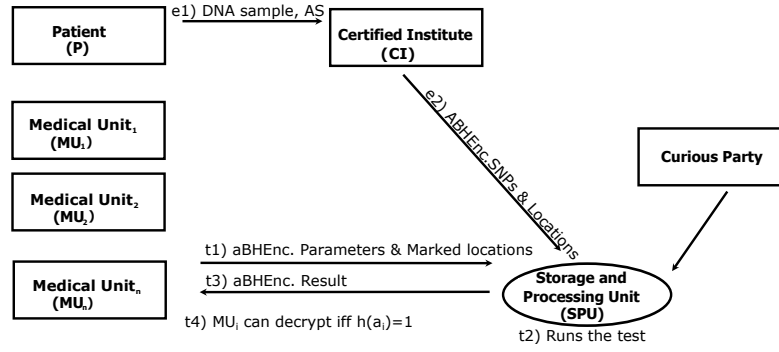 e1) DNA sample, AS
Patient
(P)
Certified Institute
(CI)
e2) ABHEnc.SNPs & Locations
Medical Unit₁
(MU₁)
Curious Party
Medical Unit₂
(MU₂)
t1) aBHEnc. Parameters & Marked locations
t3) aBHEnc. Result
Medical Unitₙ
(MUₙ)
Storage and
Processing Unit
(SPU)
t4) MUᵢ can decrypt iff h(aᵢ)=1
t2) Runs the test